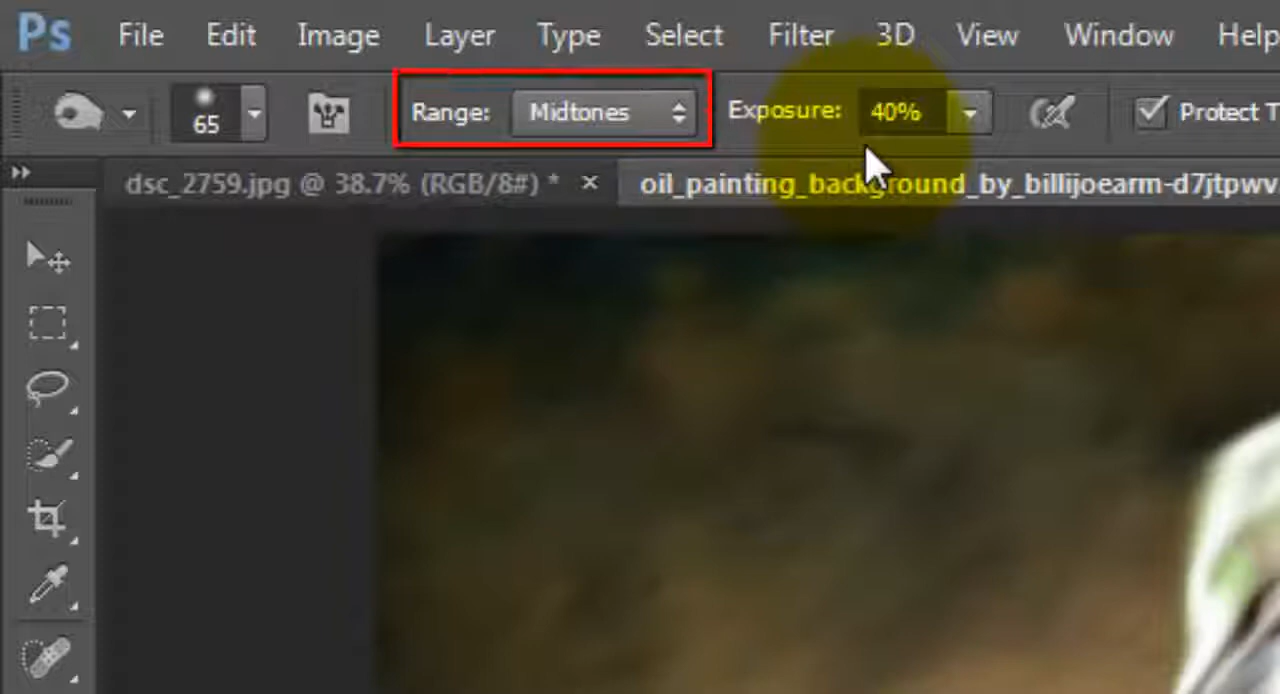 Ps File Edit Image Layer Type Select Filter 3D View Window Help
65 Range: Midtones Exposure: 40% Protect T
dsc_2759.jpg @ 38.7% (RGB/8#) * × oil_painting_background_by_billijoearm-d7jtpwv.